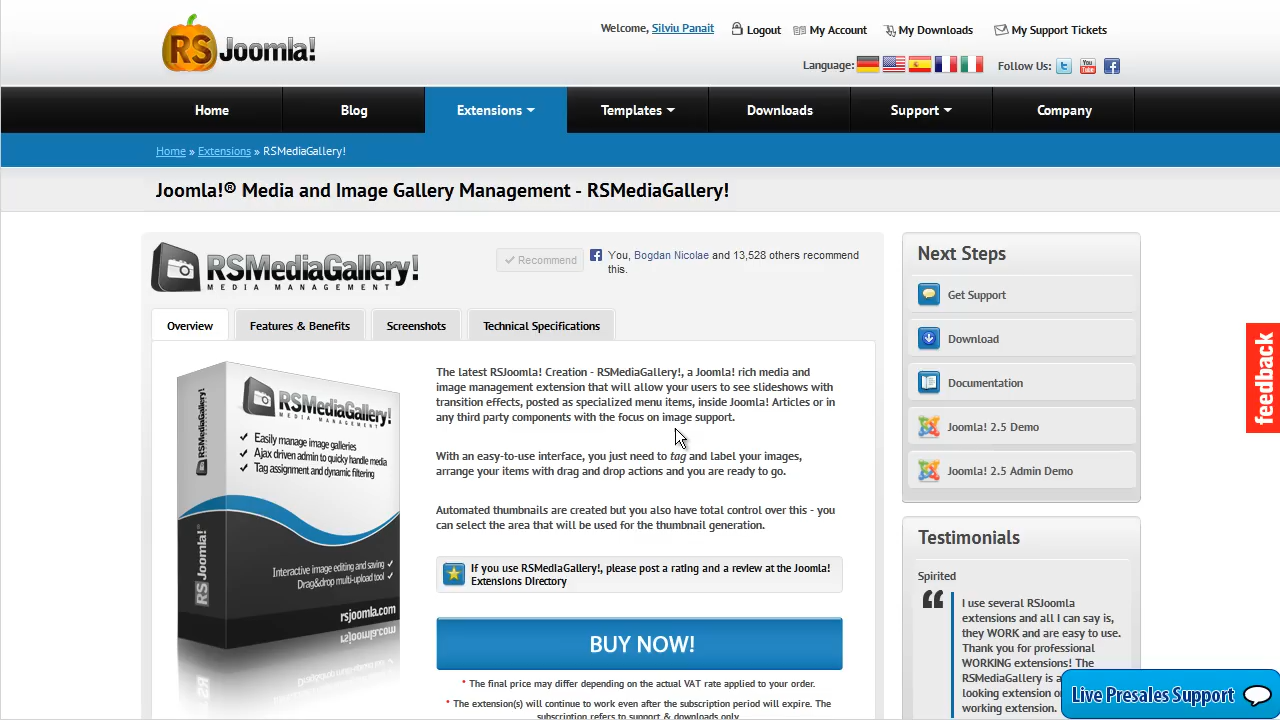 RS Joomla!
Welcome, Silviu Panait
Logout
My Account
My Downloads
My Support Tickets
Language:
Follow Us:
Home
Blog
Extensions
Templates
Downloads
Support
Company
Home » Extensions » RSMediaGallery!
Joomla!® Media and Image Gallery Management - RSMediaGallery!
RSMediaGallery!
MEDIA MANAGEMENT
Recommend
You, Bogdan Nicolae and 13,528 others recommend
this.
Overview
Features & Benefits
Screenshots
Technical Specifications
RSMediaGallery!
RSMediaGallery!
MEDIA MANAGEMENT
Easily manage image galleries
Ajax driven admin to quickly handle media
Tag assignment and dynamic filtering
RS Joomla!
Interactive image editing and saving
Drag&drop multi-upload tool
rsjoomla.com
The latest RSJoomla! Creation - RSMediaGallery!, a Joomla! rich media and
image management extension that will allow your users to see slideshows with
transition effects, posted as specialized menu items, inside Joomla! Articles or in
any third party components with the focus on image support.
With an easy-to-use interface, you just need to tag and label your images,
arrange your items with drag and drop actions and you are ready to go.
Automated thumbnails are created but you also have total control over this - you
can select the area that will be used for the thumbnail generation.
If you use RSMediaGallery!, please post a rating and a review at the Joomla!
Extensions Directory
BUY NOW!
* The final price may differ depending on the actual VAT rate applied to your order.
* The extension(s) will continue to work even after the subscription period will expire. The
subscription refers to support & downloads only.
Next Steps
Get Support
Download
Documentation
Joomla! 2.5 Demo
Joomla! 2.5 Admin Demo
Testimonials
Spirited
I use several RSJoomla
extensions and all I can say is,
they WORK and are easy to use.
Thank you for professional
WORKING extensions! The
RSMediaGallery is a
looking extension
working extension.
feedback
Live Presales Support